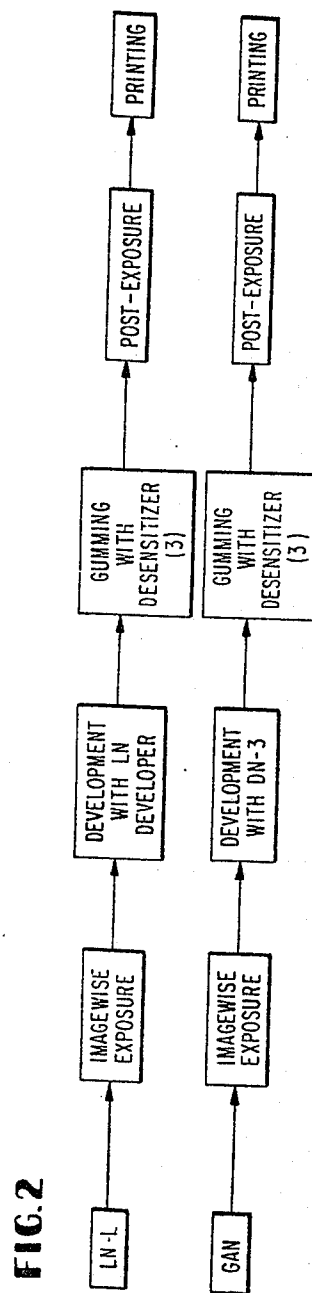 FIG.2
LN-L
IMAGEWISE
EXPOSURE
DEVELOPMENT
WITH LN
DEVELOPER
GUMMING
WITH
DESENSITIZER
(3)
POST-EXPOSURE
PRINTING
GAN
IMAGEWISE
EXPOSURE
DEVELOPMENT
WITH DN-3
GUMMING
WITH
DESENSITIZER
(3)
POST-EXPOSURE
PRINTING